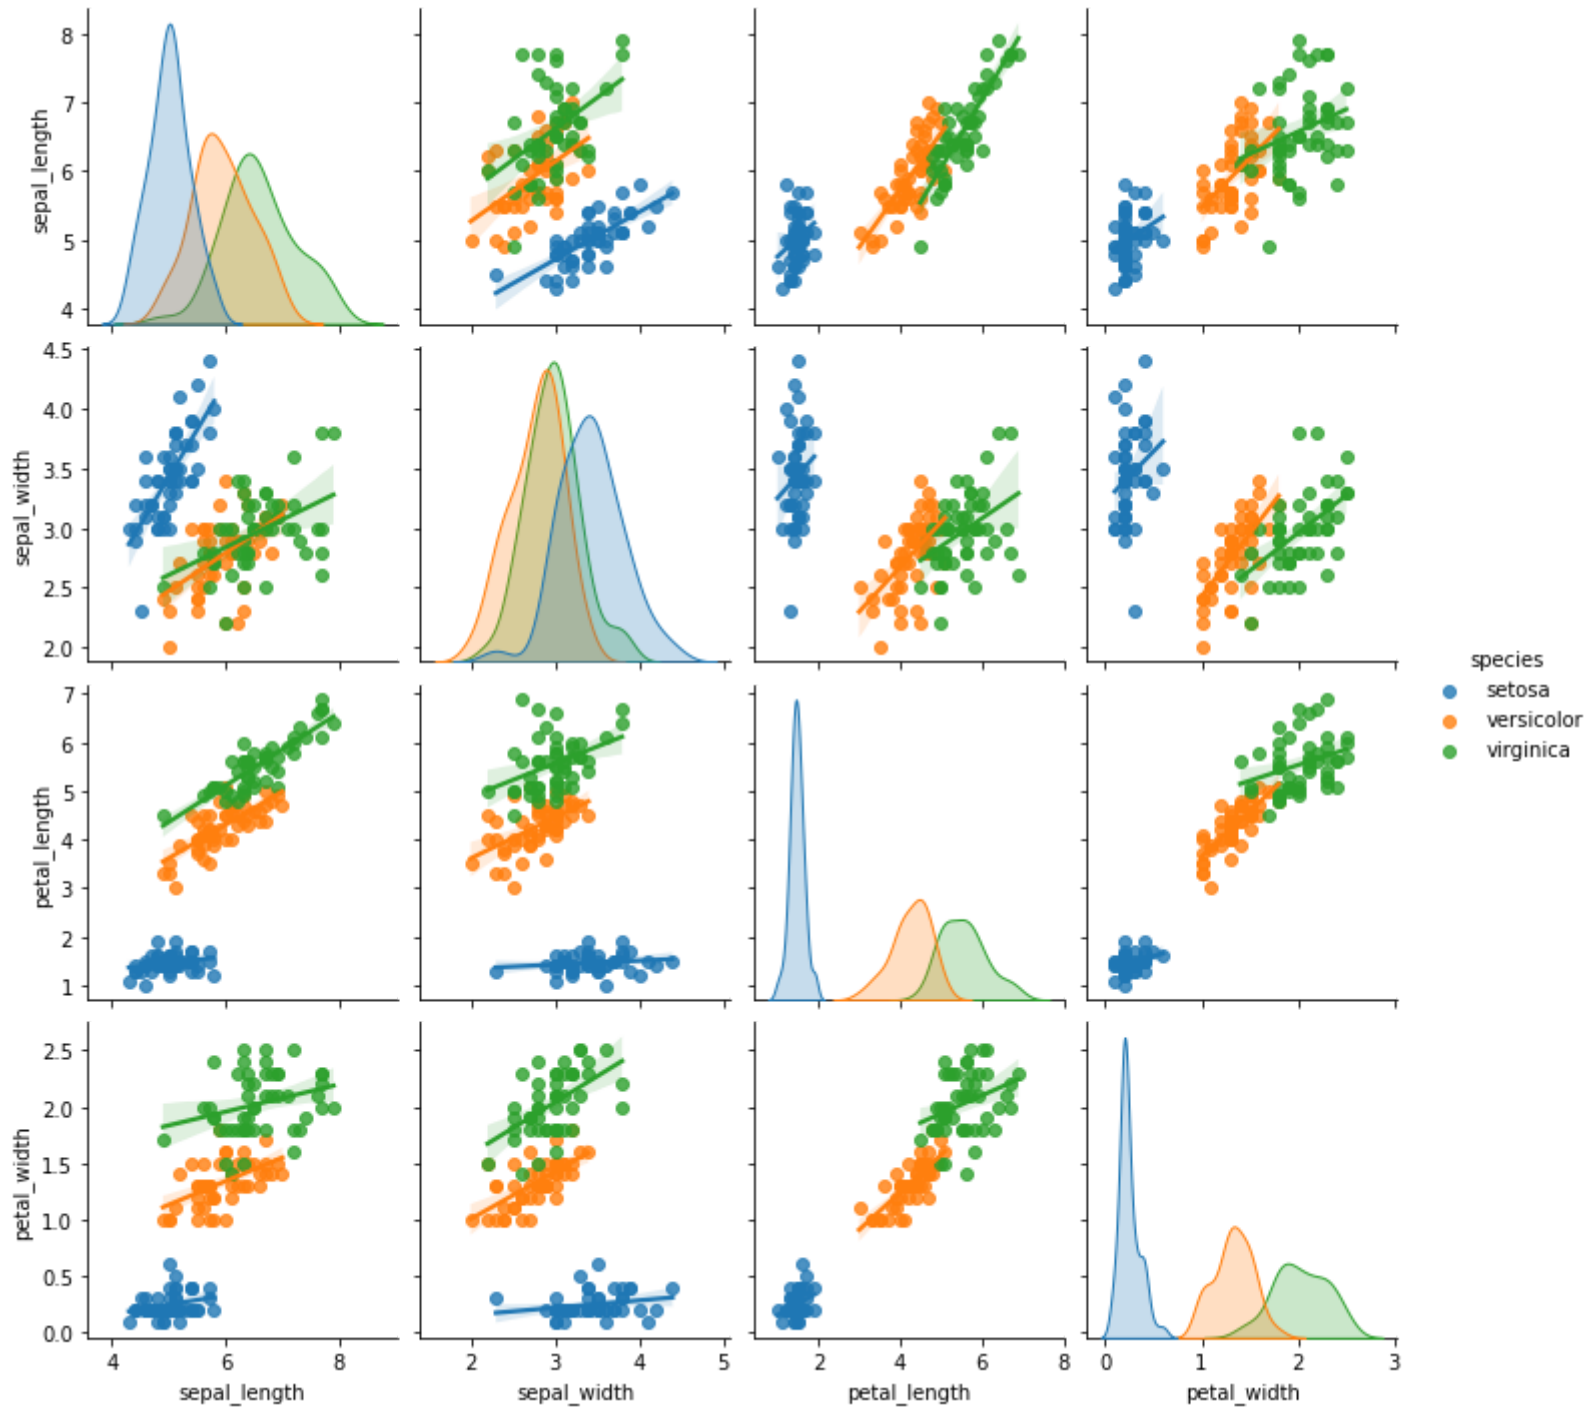 8
7
6
5
4
sepal_length
4.5
4.0
3.5
3.0
2.5
2.0
sepal_width
species
setosa
versicolor
virginica
7
6
5
4
3
2
1
petal_length
2.5
2.0
1.5
1.0
0.5
0.0
petal_width
4 6 8
2 3 4 5
2 4 6 8
0 1 2 3
sepal_length
sepal_width
petal_length
petal_width